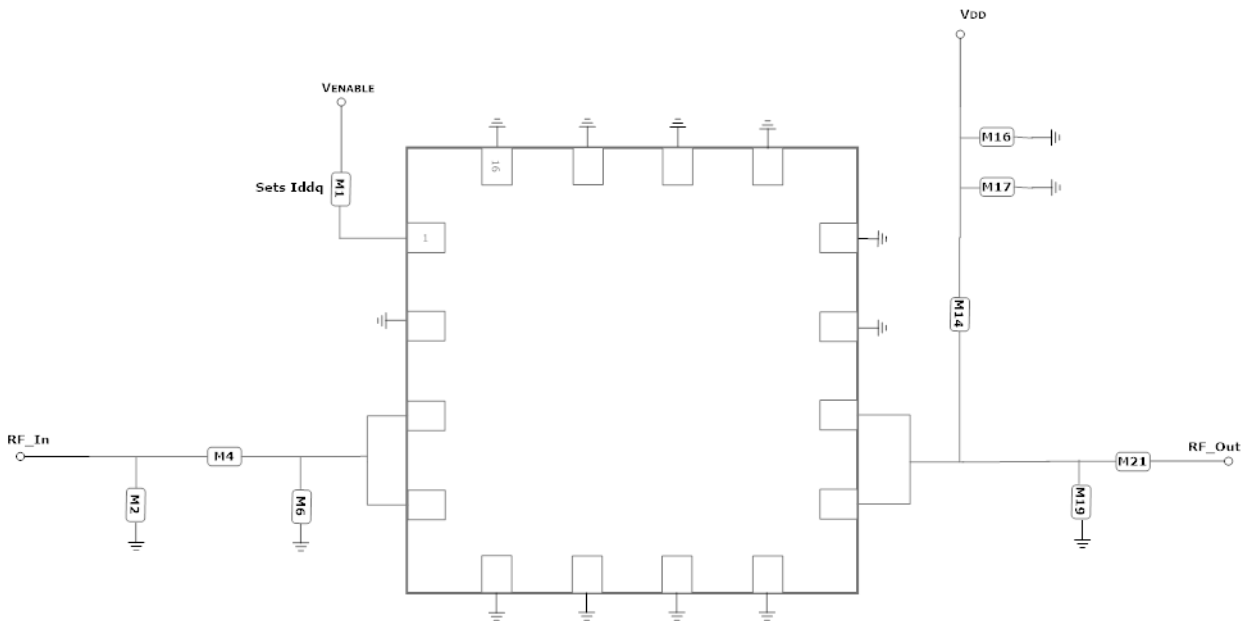 VDD
VENABLE
M16
16
M17
Sets Iddq
M1
1
M14
RF_In
M4
RF_Out
M21
M2
M6
M19